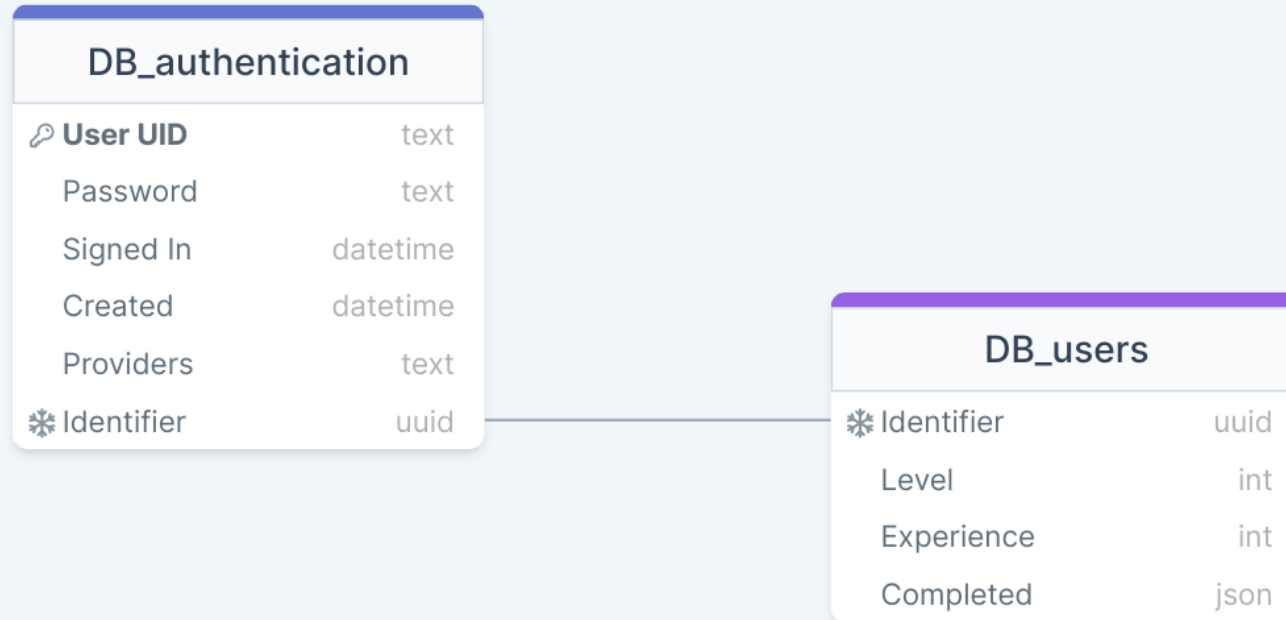 DB_authentication
User UID text
Password text
Signed In datetime
Created datetime
Providers text
Identifier uuid
DB_users
Identifier uuid
Level int
Experience int
Completed json